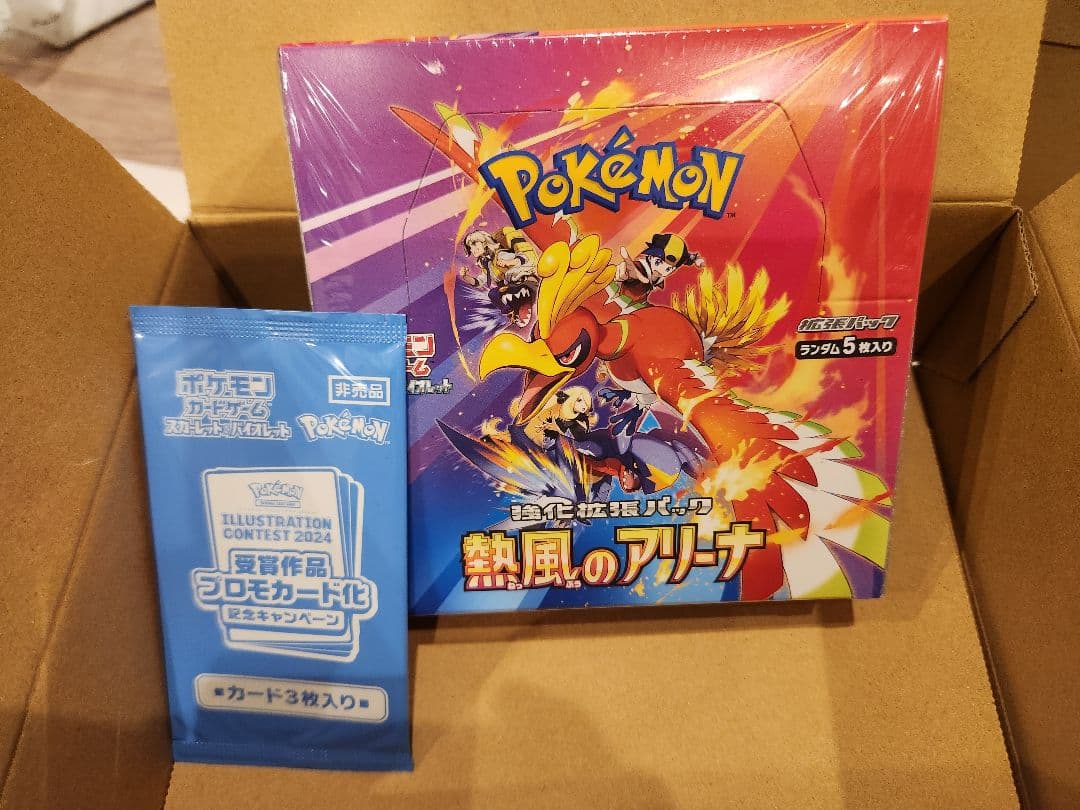 POKéMON
TM
拡張パック
ランダム5枚入り
強化拡張パック
熱風のアリーナ
ポケモン
カードゲーム
スカーレット&バイオレット
非売品
POKéMON
POKéMON
ILLUSTRATION
CONTEST 2024
受賞作品
プロモカード化
記念キャンペーン
カード3枚入り